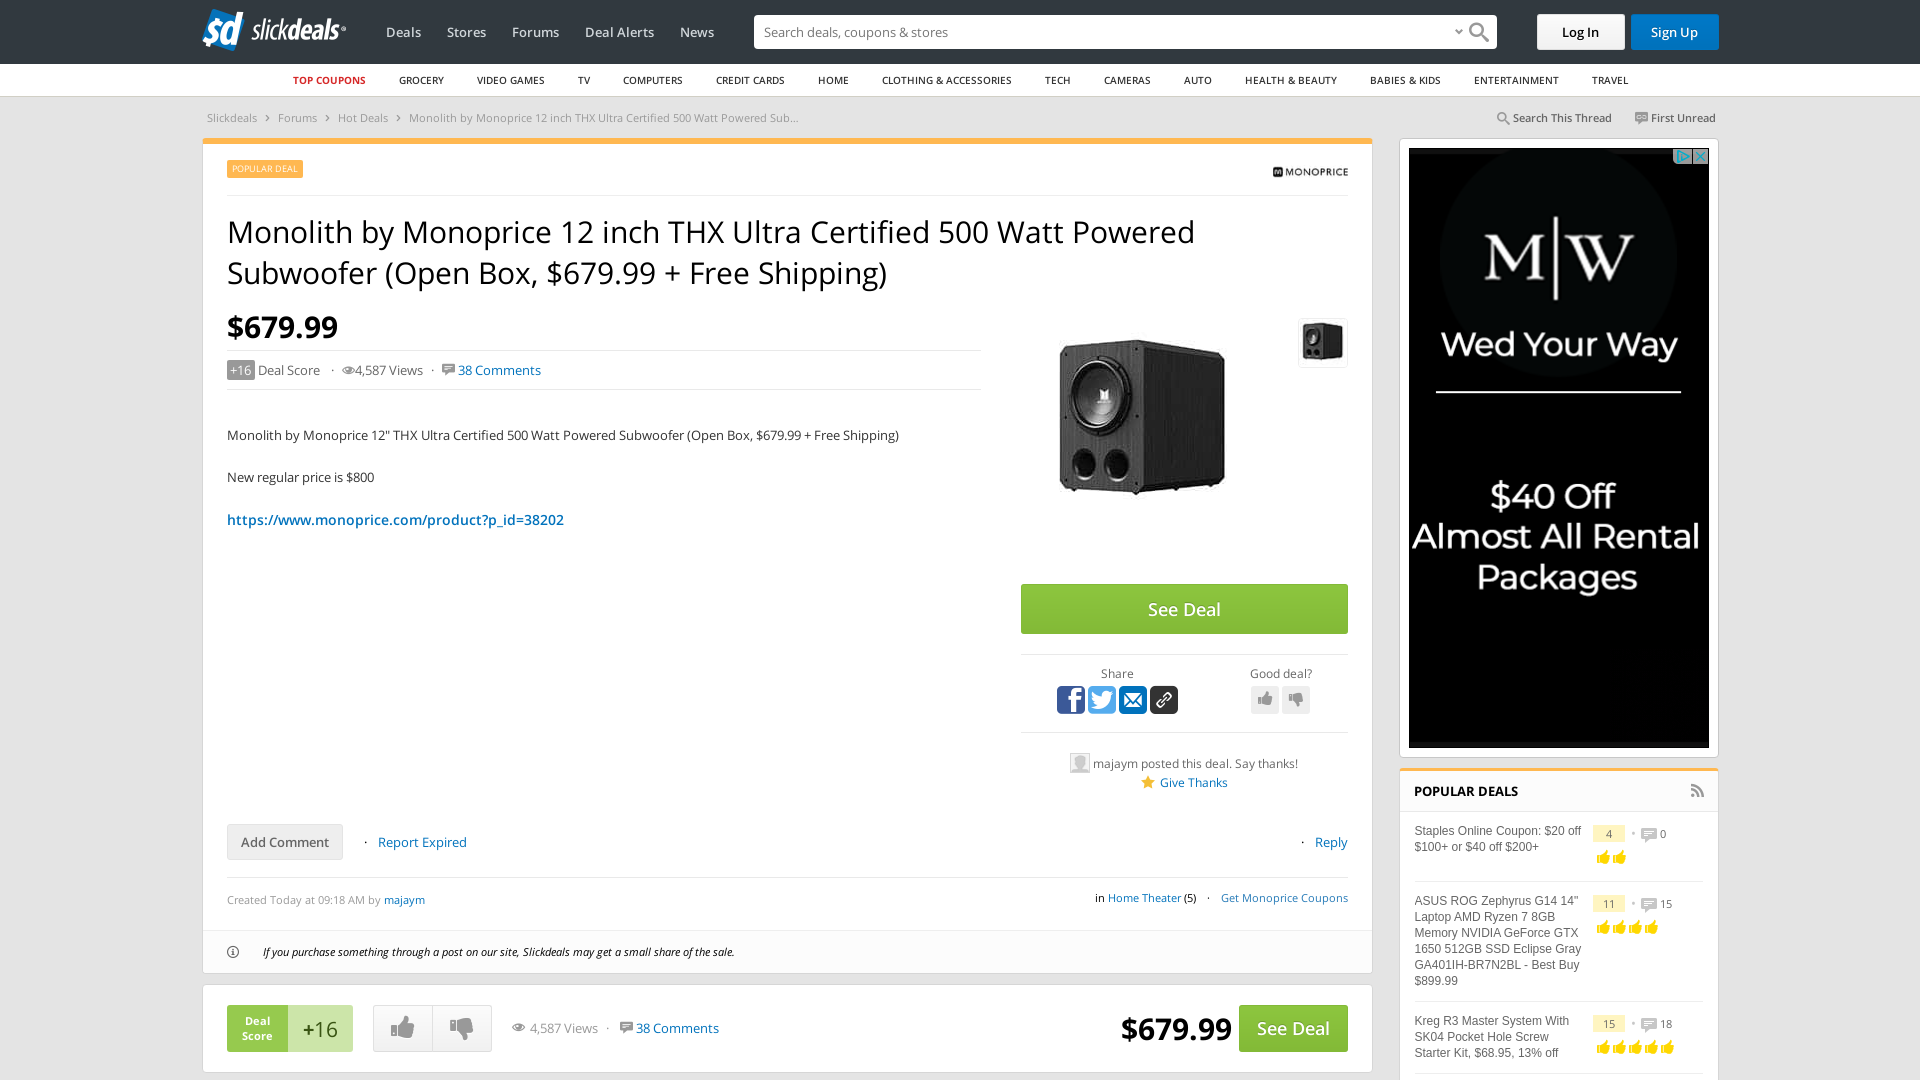 slickdeals
Deals
Stores
Forums
Deal Alerts
News
Search deals, coupons & stores
Log In
Sign Up
TOP COUPONS
GROCERY
VIDEO GAMES
TV
COMPUTERS
CREDIT CARDS
HOME
CLOTHING & ACCESSORIES
TECH
CAMERAS
AUTO
HEALTH & BEAUTY
BABIES & KIDS
ENTERTAINMENT
TRAVEL
Slickdeals › Forums › Hot Deals › Monolith by Monoprice 12 inch THX Ultra Certified 500 Watt Powered Sub...
Search This Thread
First Unread
POPULAR DEAL
MONOPRICE
Monolith by Monoprice 12 inch THX Ultra Certified 500 Watt Powered
Subwoofer (Open Box, $679.99 + Free Shipping)
$679.99
+16 Deal Score · 4,587 Views · 38 Comments
Monolith by Monoprice 12" THX Ultra Certified 500 Watt Powered Subwoofer (Open Box, $679.99 + Free Shipping)
New regular price is $800
https://www.monoprice.com/product?p_id=38202
See Deal
Share
Good deal?
majaym posted this deal. Say thanks!
Give Thanks
Add Comment · Report Expired
· Reply
Created Today at 09:18 AM by majaym
in Home Theater (5) · Get Monoprice Coupons
If you purchase something through a post on our site, Slickdeals may get a small share of the sale.
Deal
Score
+16
4,587 Views · 38 Comments
$679.99
See Deal
M|W
Wed Your Way
$40 Off
Almost All Rental
Packages
POPULAR DEALS
Staples Online Coupon: $20 off
$100+ or $40 off $200+
4 • 0
ASUS ROG Zephyrus G14 14"
Laptop AMD Ryzen 7 8GB
Memory NVIDIA GeForce GTX
1650 512GB SSD Eclipse Gray
GA401IH-BR7N2BL - Best Buy
$899.99
11 • 15
Kreg R3 Master System With
SK04 Pocket Hole Screw
Starter Kit, $68.95, 13% off
15 • 18